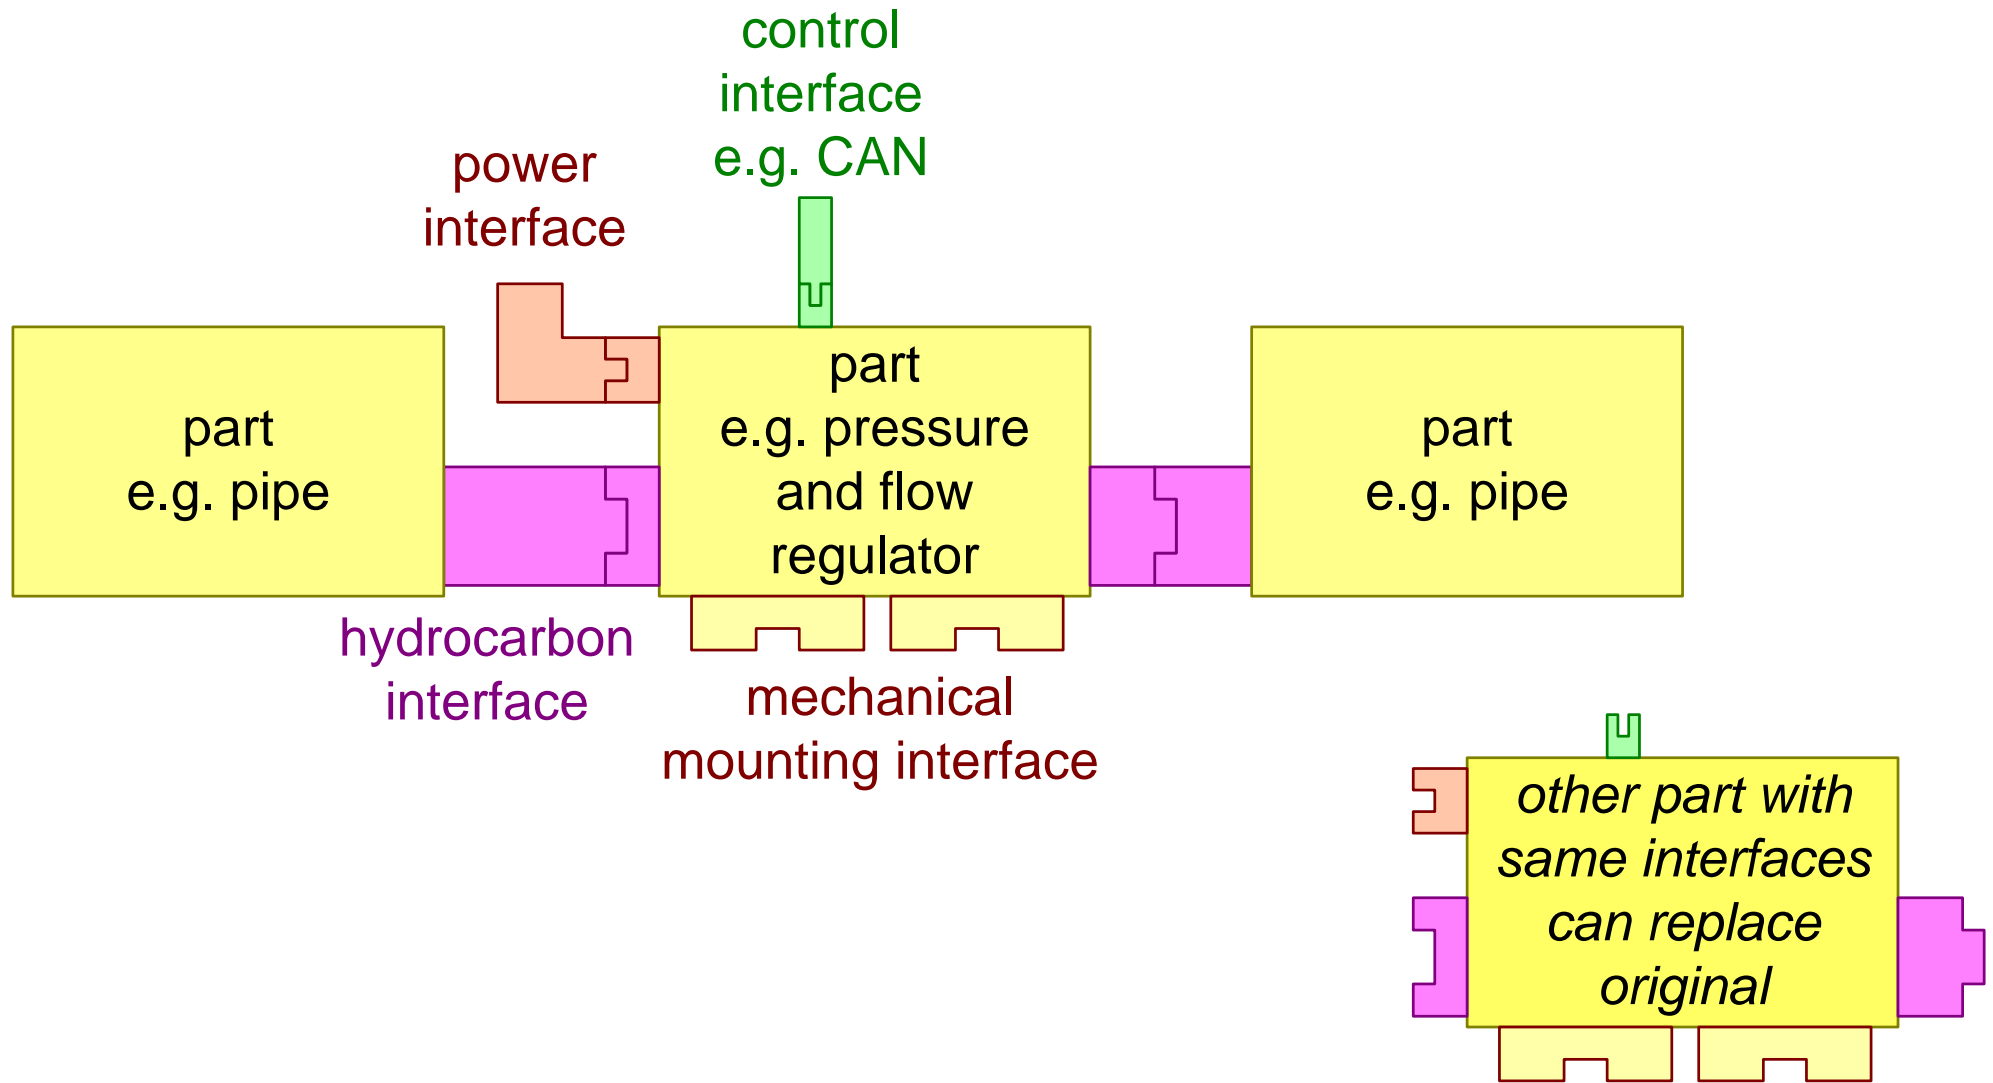 control
interface
e.g. CAN
power
interface
part
e.g. pipe
part
e.g. pressure
and flow
regulator
part
e.g. pipe
hydrocarbon
interface
mechanical
mounting interface
other part with
same interfaces
can replace
original